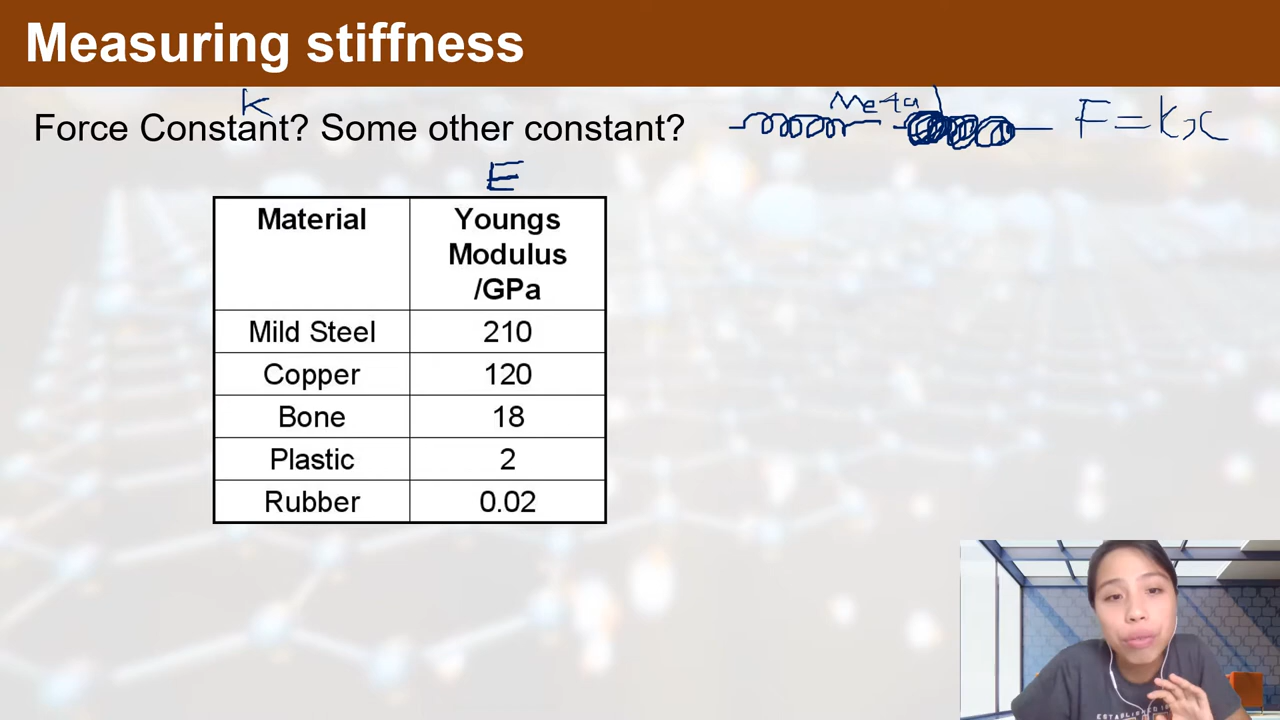 Measuring stiffness
k
Force Constant? Some other constant?
Metal
F=kx
E
Material
Youngs
Modulus
/GPa
Mild Steel 210
Copper 120
Bone 18
Plastic 2
Rubber 0.02
ESTABLISHED